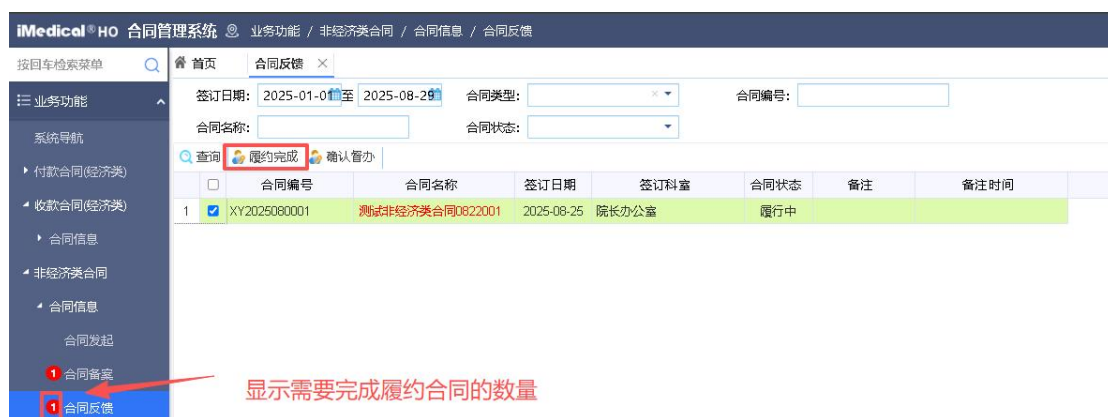 iMedical® HO 合同管理系统 业务功能 / 非经济类合同 / 合同信息 / 合同反馈
按回车检索菜单
首页 合同反馈 ×
业务功能
系统导航
付款合同(经济类)
收款合同(经济类)
合同信息
非经济类合同
合同信息
合同发起
1 合同备案
1 合同反馈
签订日期: 2025-01-01 至 2025-08-29 合同类型: 合同编号:
合同名称: 合同状态:
查询 履约完成 确认督办
合同编号 合同名称 签订日期 签订科室 合同状态 备注 备注时间
1 XY2025080001 测试非经济类合同0822001 2025-08-25 院长办公室 履行中
显示需要完成履约合同的数量